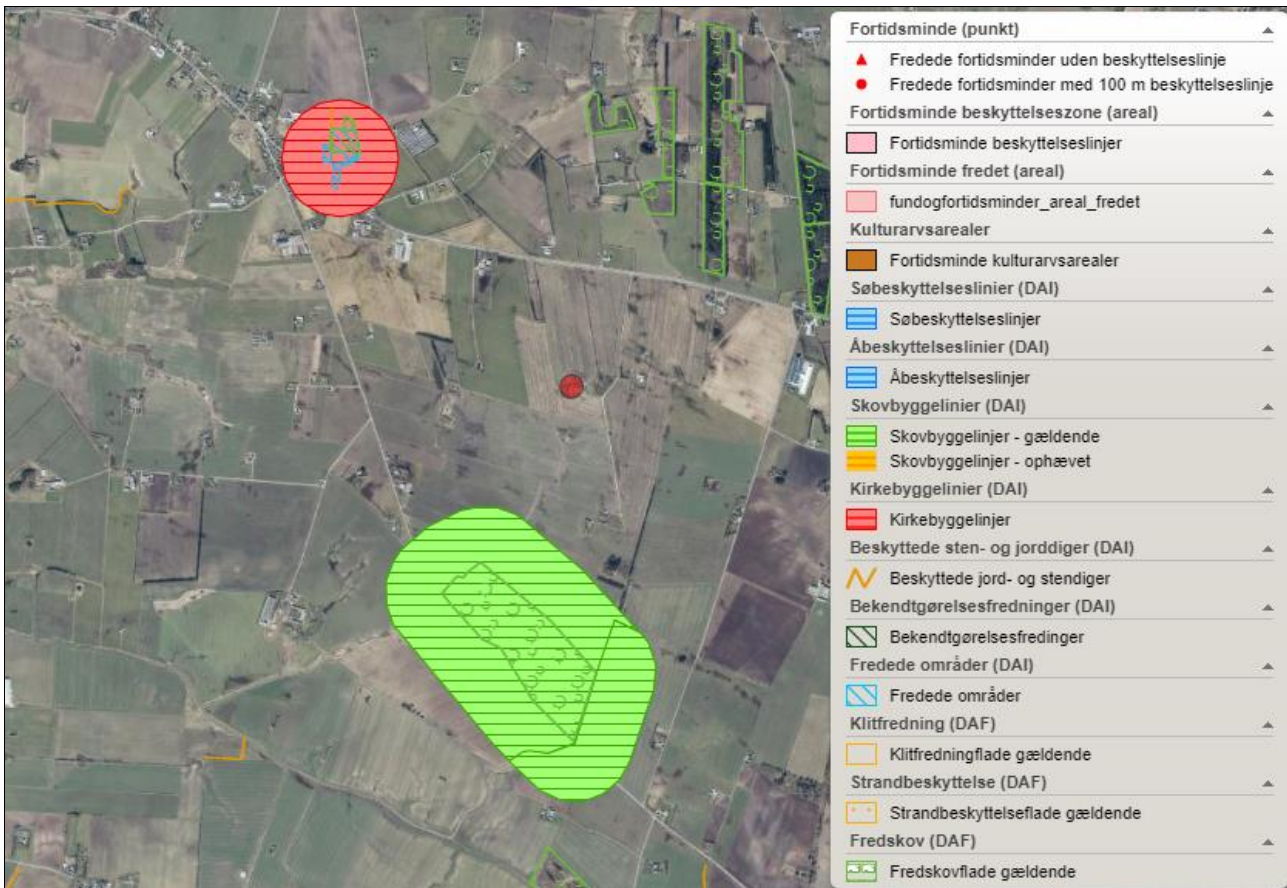 Fortidsminde (punkt)
Fredede fortidsminder uden beskyttelseslinje
Fredede fortidsminder med 100 m beskyttelseslinje
Fortidsminde beskyttelseszone (areal)
Fortidsminde beskyttelseslinjer
Fortidsminde fredet (areal)
fundogfortidsminder_areal_fredet
Kulturarvsarealer
Fortidsminde kulturarvsarealer
Søbeskyttelseslinier (DAI)
Søbeskyttelseslinjer
Åbeskyttelseslinier (DAI)
Åbeskyttelseslinjer
Skovbyggelinier (DAI)
Skovbyggelinjer - gældende
Skovbyggelinjer - ophævet
Kirkebyggelinier (DAI)
Kirkebyggelinjer
Beskyttede sten- og jorddiger (DAI)
Beskyttede jord- og stendiger
Bekendtgørelsesfredninger (DAI)
Bekendtgørelsesfredinger
Fredede områder (DAI)
Fredede områder
Klitfredning (DAF)
Klitfredningflade gældende
Strandbeskyttelse (DAF)
Strandbeskyttelseflade gældende
Fredskov (DAF)
Fredskovflade gældende